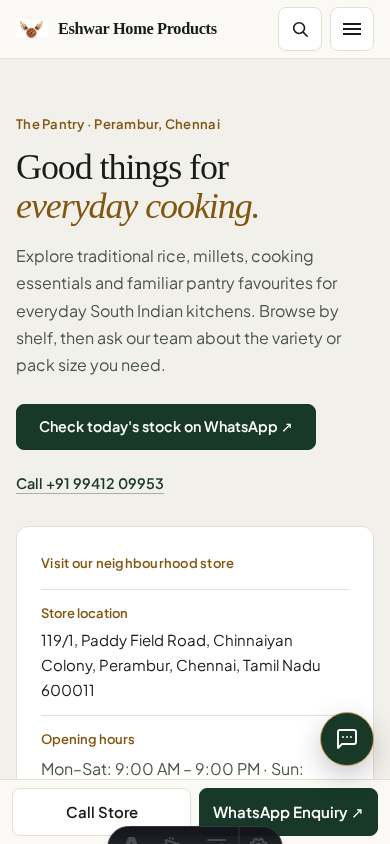 Eshwar Home Products
The Pantry · Perambur, Chennai
Good things for
everyday cooking.
Explore traditional rice, millets, cooking
essentials and familiar pantry favourites for
everyday South Indian kitchens. Browse by
shelf, then ask our team about the variety or
pack size you need.
Check today's stock on WhatsApp ↗
Call +91 99412 09953
Visit our neighbourhood store
Store location
119/1, Paddy Field Road, Chinnaiyan
Colony, Perambur, Chennai, Tamil Nadu
600011
Opening hours
Mon–Sat: 9:00 AM – 9:00 PM · Sun:
Call Store
WhatsApp Enquiry ↗